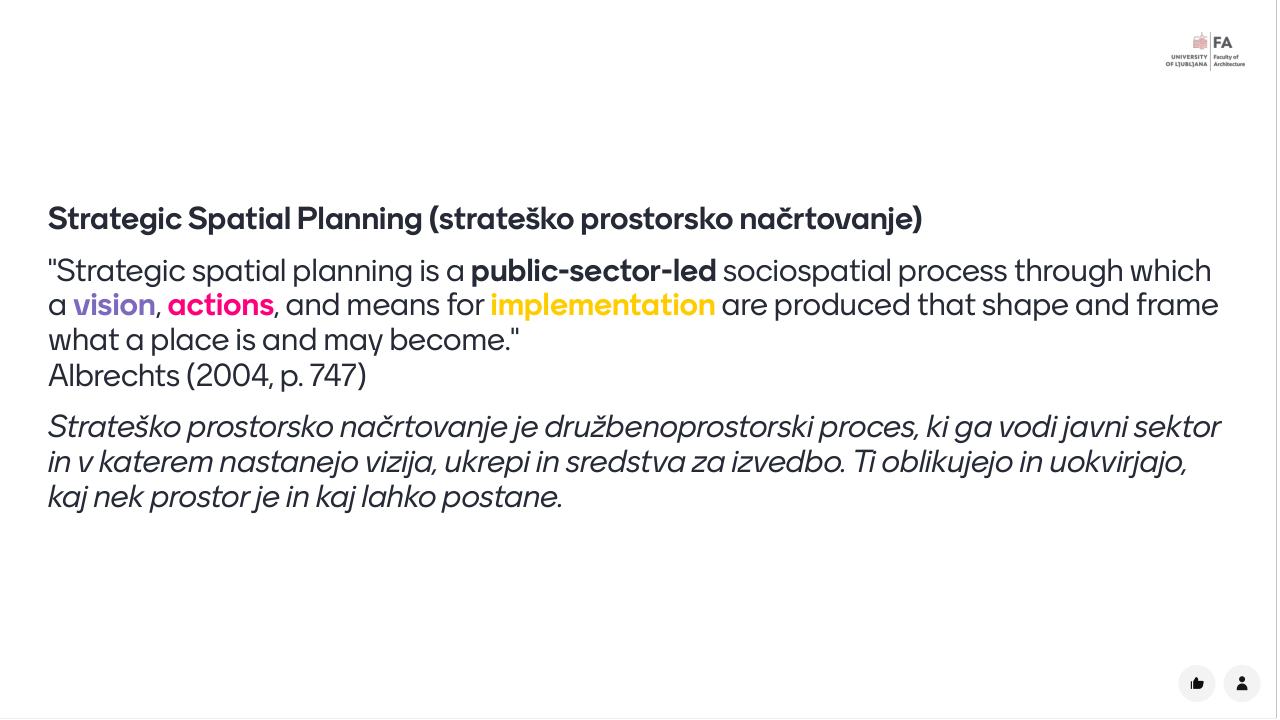 UNIVERSITY OF LJUBLJANA
FA
Faculty of Architecture
Strategic Spatial Planning (strateško prostorsko načrtovanje)
"Strategic spatial planning is a public-sector-led sociospatial process through which
a vision, actions, and means for implementation are produced that shape and frame
what a place is and may become."
Albrechts (2004, p. 747)
Strateško prostorsko načrtovanje je družbenoprostorski proces, ki ga vodi javni sektor
in v katerem nastanejo vizija, ukrepi in sredstva za izvedbo. Ti oblikujejo in uokvirjajo,
kaj nek prostor je in kaj lahko postane.